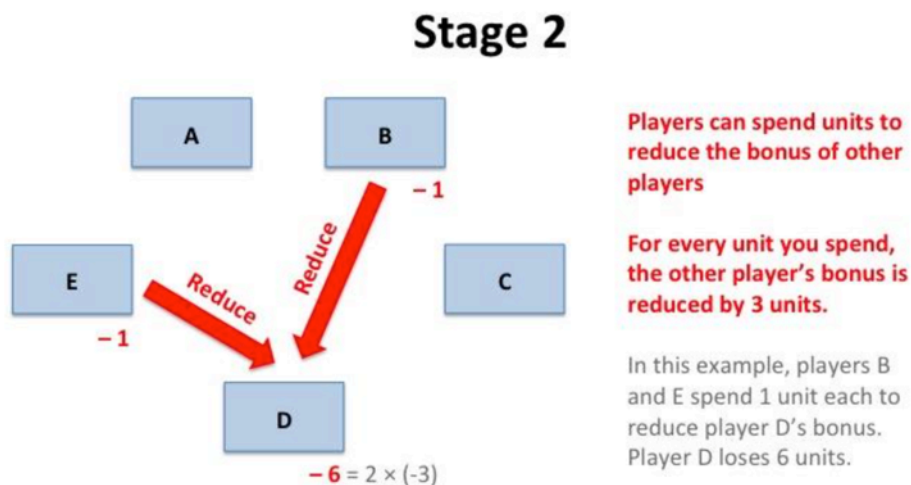 Stage 2
A
B
– 1
E
– 1
Reduce
Reduce
C
D
– 6 = 2 × (-3)
Players can spend units to
reduce the bonus of other
players
For every unit you spend,
the other player's bonus is
reduced by 3 units.
In this example, players B
and E spend 1 unit each to
reduce player D's bonus.
Player D loses 6 units.